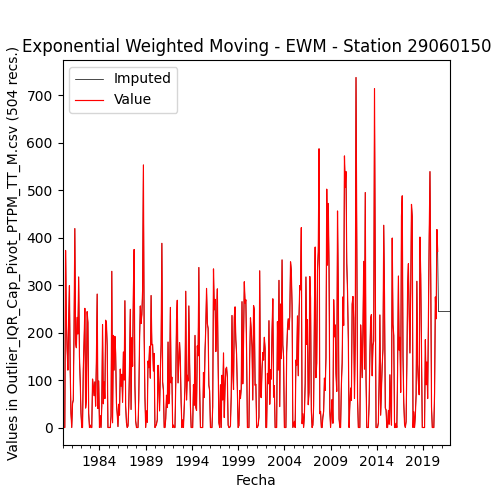 Exponential Weighted Moving - EWM - Station 29060150
Imputed
Value
Values in Outlier_IQR_Cap_Pivot_PTPM_TT_M.csv (504 recs.)
700
600
500
400
300
200
100
0
1984 1989 1994 1999 2004 2009 2014 2019
Fecha